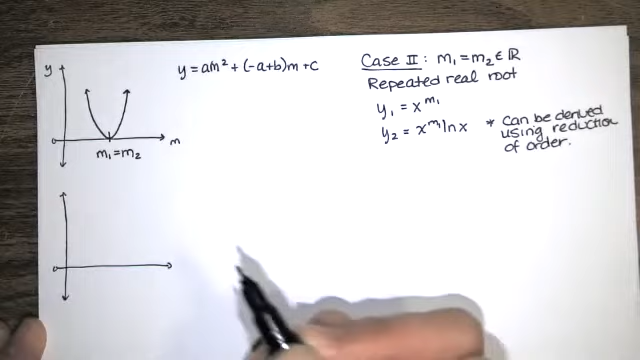 y
y = am² + (-a+b)m + c
m
m₁=m₂
Case II: m₁=m₂ ∈ ℝ
Repeated real root
y₁ = x^m₁
y₂ = x^m₁ ln x
* Can be derived
using reduction
of order.